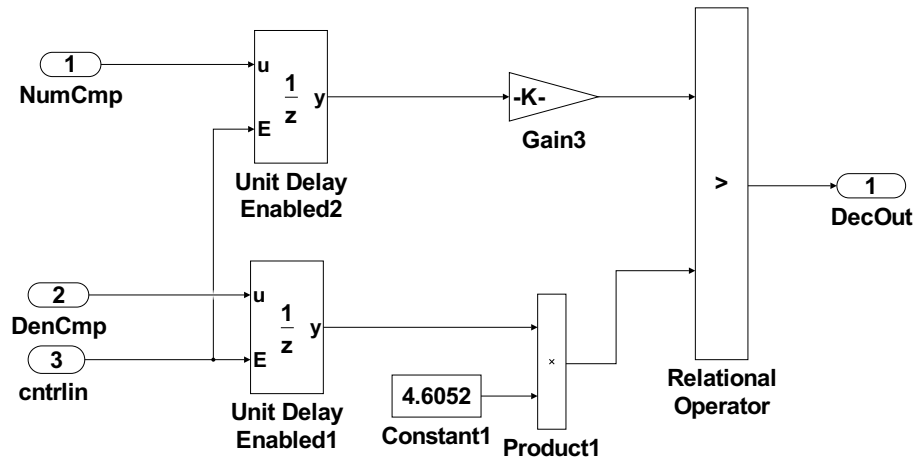 1
NumCmp
u
1
z
y
E
Unit Delay
Enabled2
-K-
Gain3
>
1
DecOut
2
DenCmp
3
cntrlin
u
1
z
y
E
Unit Delay
Enabled1
4.6052
Constant1
×
Product1
Relational
Operator